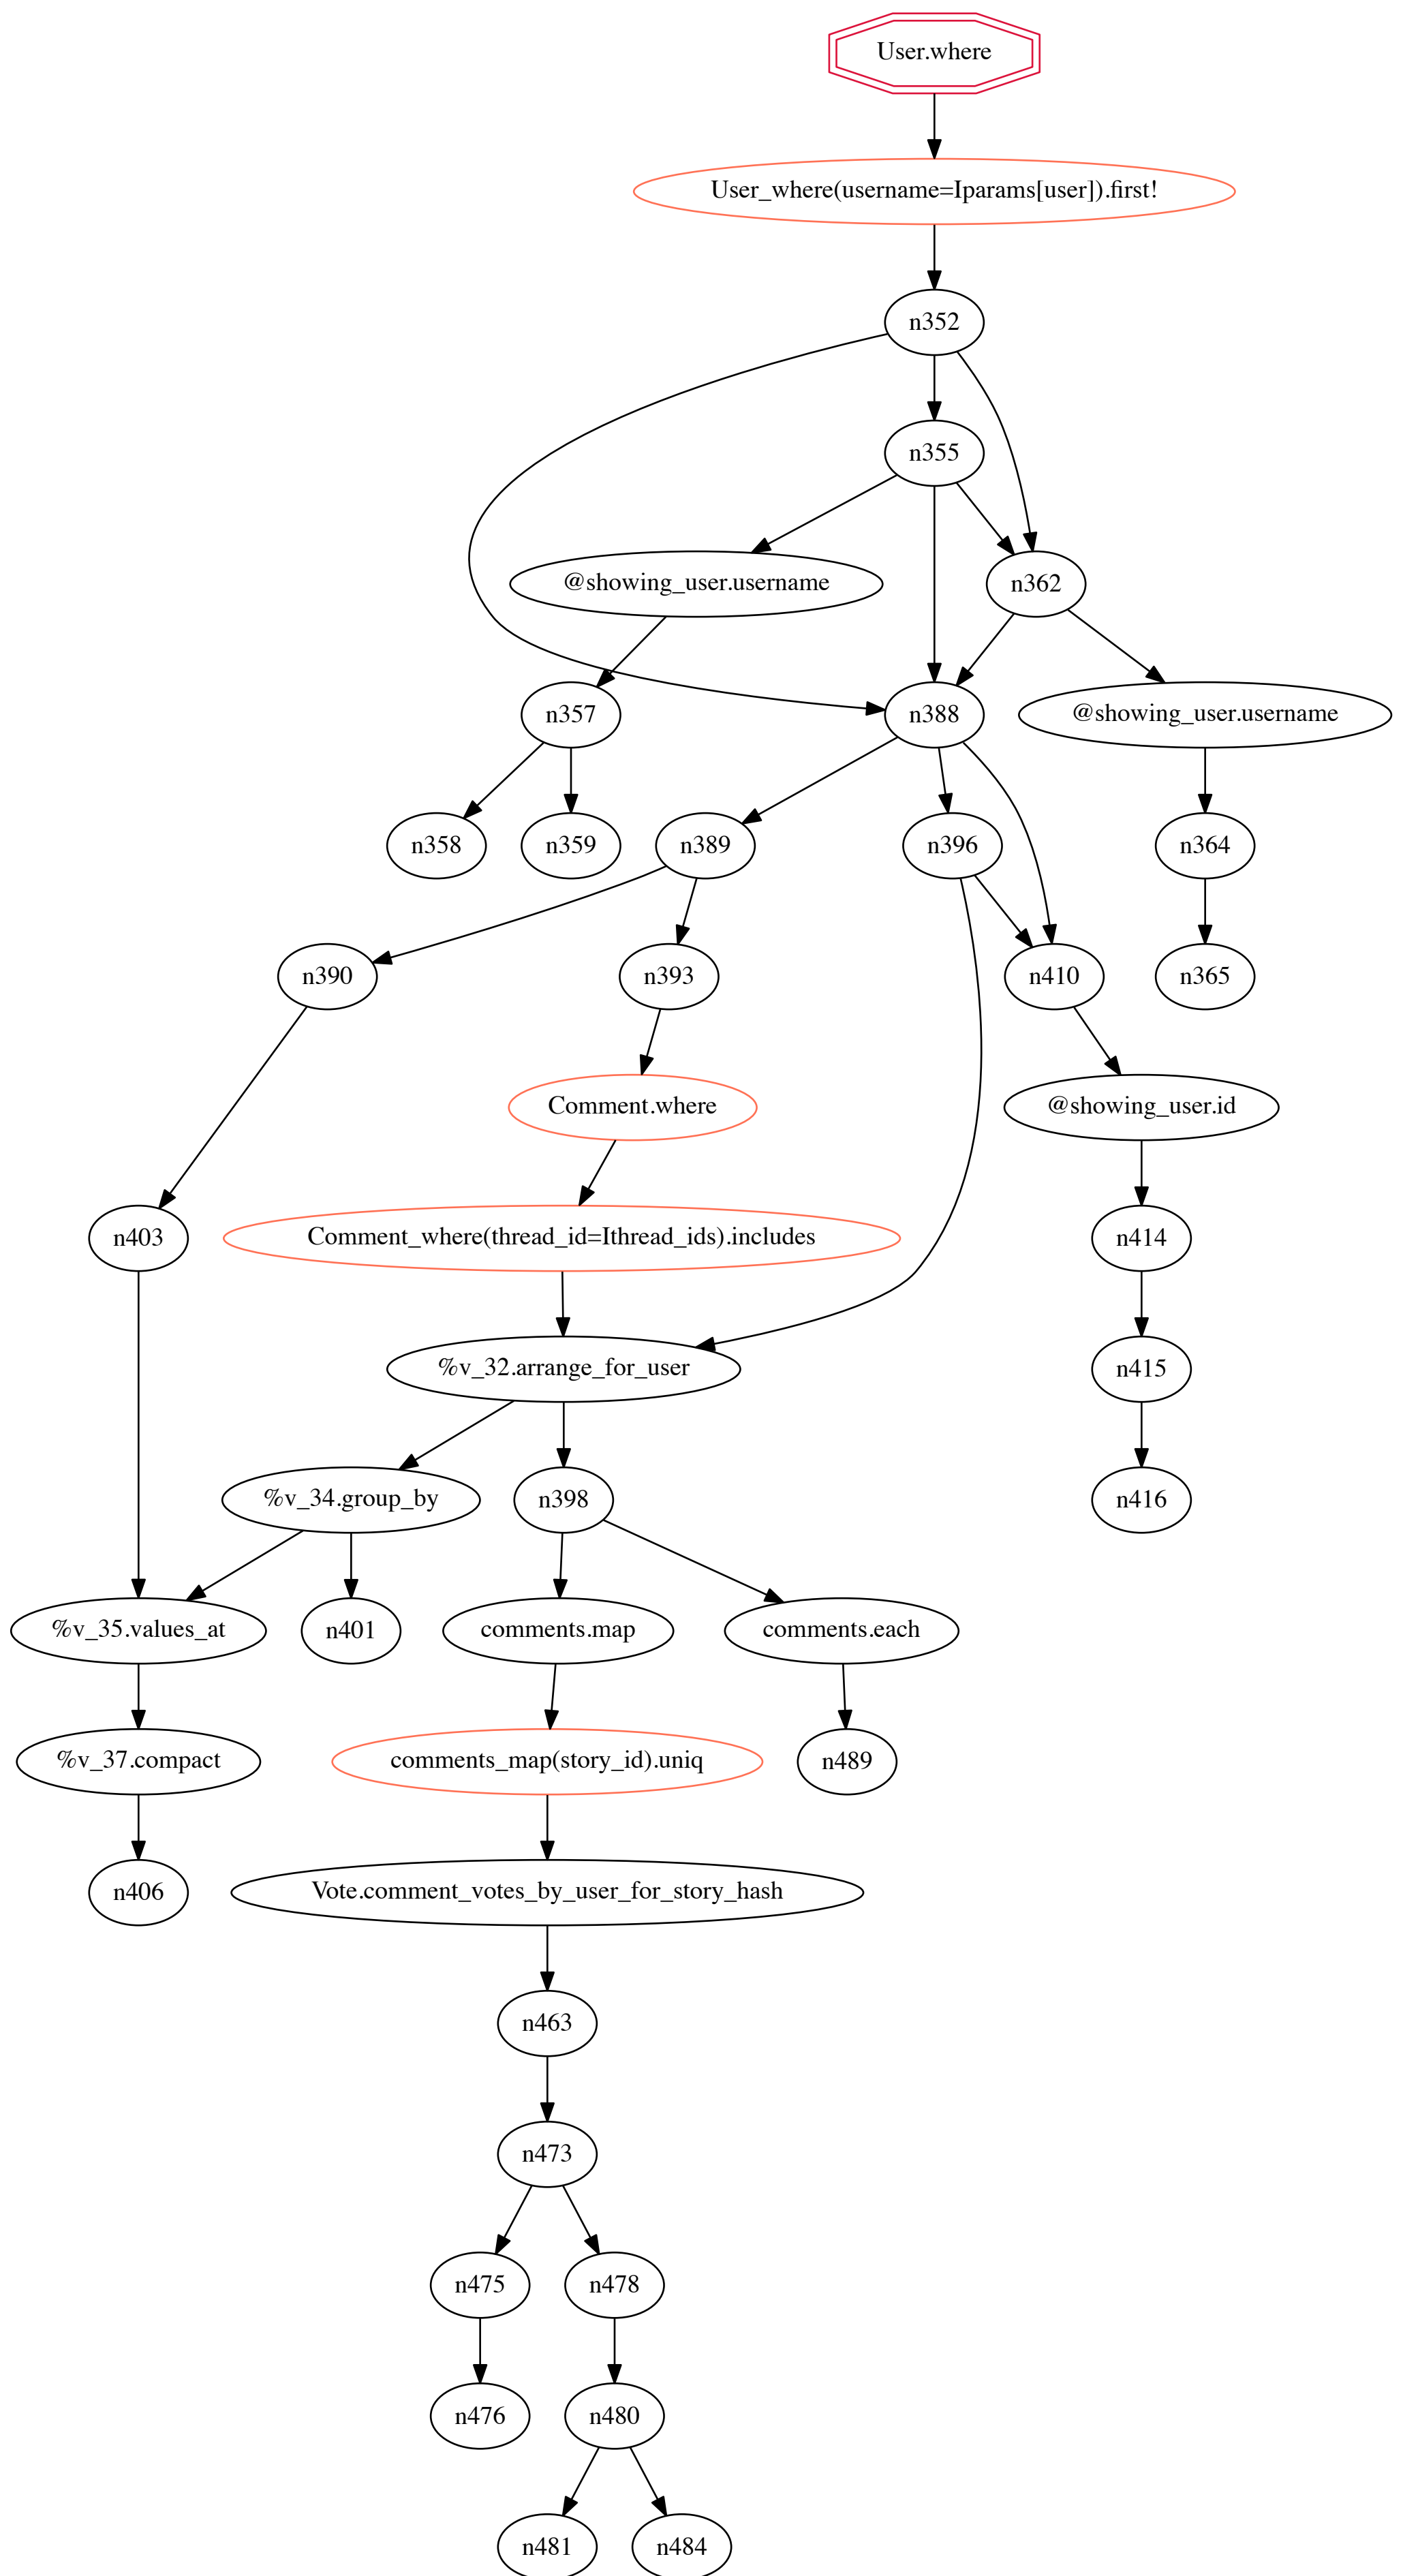 User.where
User_where(username=Iparams[user]).first!
n352
n355
@showing_user.username
n362
n357
n388
@showing_user.username
n358
n359
n389
n396
n364
n390
n393
n410
n365
Comment.where
@showing_user.id
n403
Comment_where(thread_id=Ithread_ids).includes
n414
%v_32.arrange_for_user
n415
%v_34.group_by
n398
n416
%v_35.values_at
n401
comments.map
comments.each
%v_37.compact
comments_map(story_id).uniq
n489
n406
Vote.comment_votes_by_user_for_story_hash
n463
n473
n475
n478
n476
n480
n481
n484